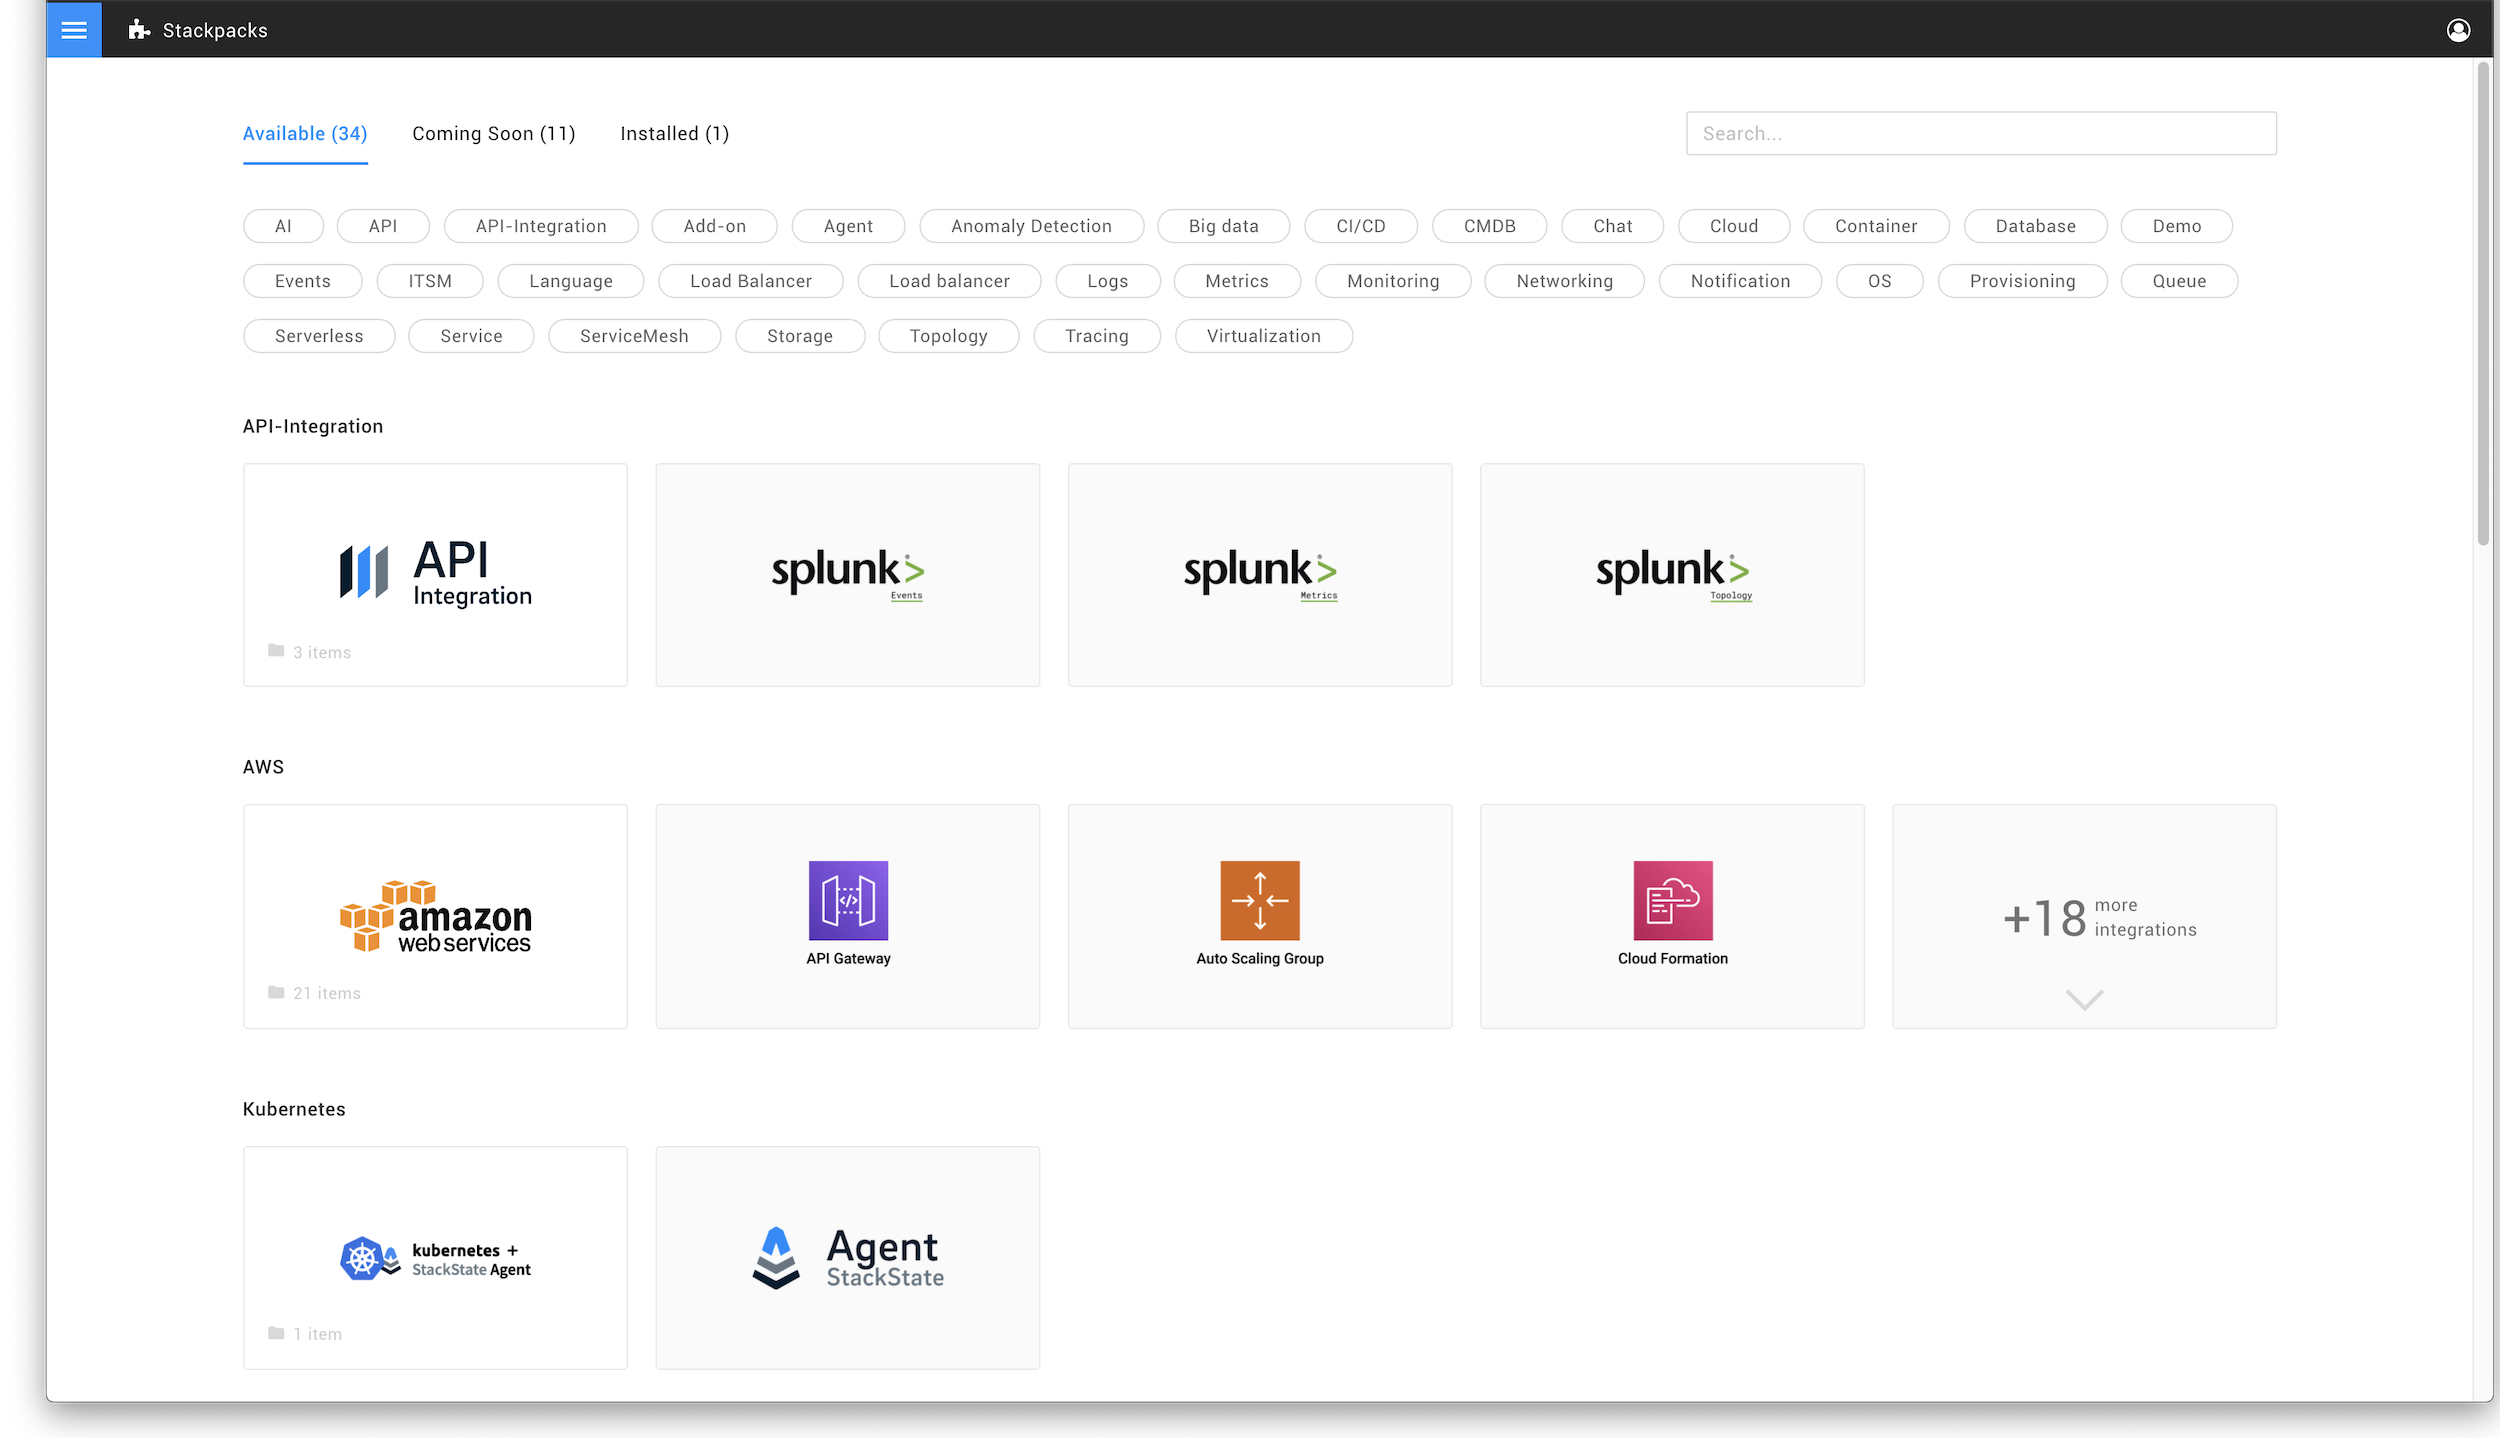 Stackpacks
Available (34) Coming Soon (11) Installed (1) Search...
AI API API-Integration Add-on Agent Anomaly Detection Big data CI/CD CMDB Chat Cloud Container Database Demo
Events ITSM Language Load Balancer Load balancer Logs Metrics Monitoring Networking Notification OS Provisioning Queue
Serverless Service ServiceMesh Storage Topology Tracing Virtualization
API-Integration
API
Integration
3 items
splunk>
Events
splunk>
Metrics
splunk>
Topology
AWS
amazon
web services
21 items
</>
API Gateway
Auto Scaling Group
Cloud Formation
+18 more
integrations
Kubernetes
kubernetes +
StackState Agent
1 item
Agent
StackState